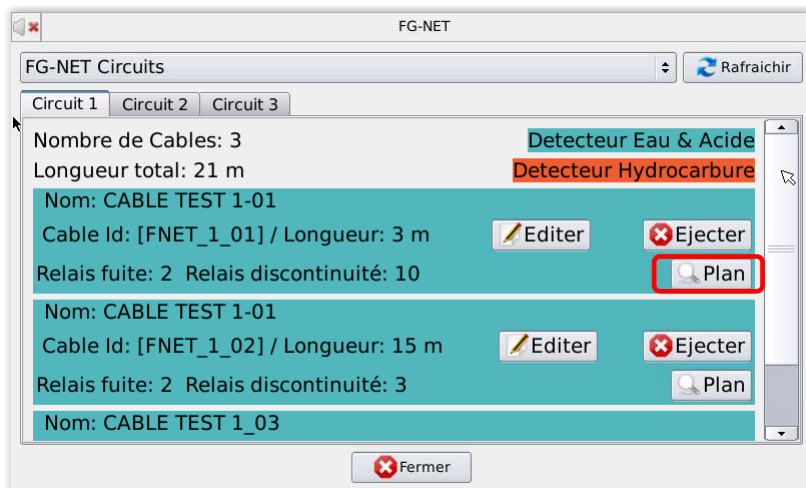 FG-NET
FG-NET Circuits Rafraichir
Circuit 1 Circuit 2 Circuit 3
Nombre de Cables: 3 Detecteur Eau & Acide
Longueur total: 21 m Detecteur Hydrocarbure
Nom: CABLE TEST 1-01
Cable Id: [FNET_1_01] / Longueur: 3 m Editer Ejecter
Relais fuite: 2 Relais discontinuité: 10 Plan
Nom: CABLE TEST 1-01
Cable Id: [FNET_1_02] / Longueur: 15 m Editer Ejecter
Relais fuite: 2 Relais discontinuité: 3 Plan
Nom: CABLE TEST 1_03
Fermer